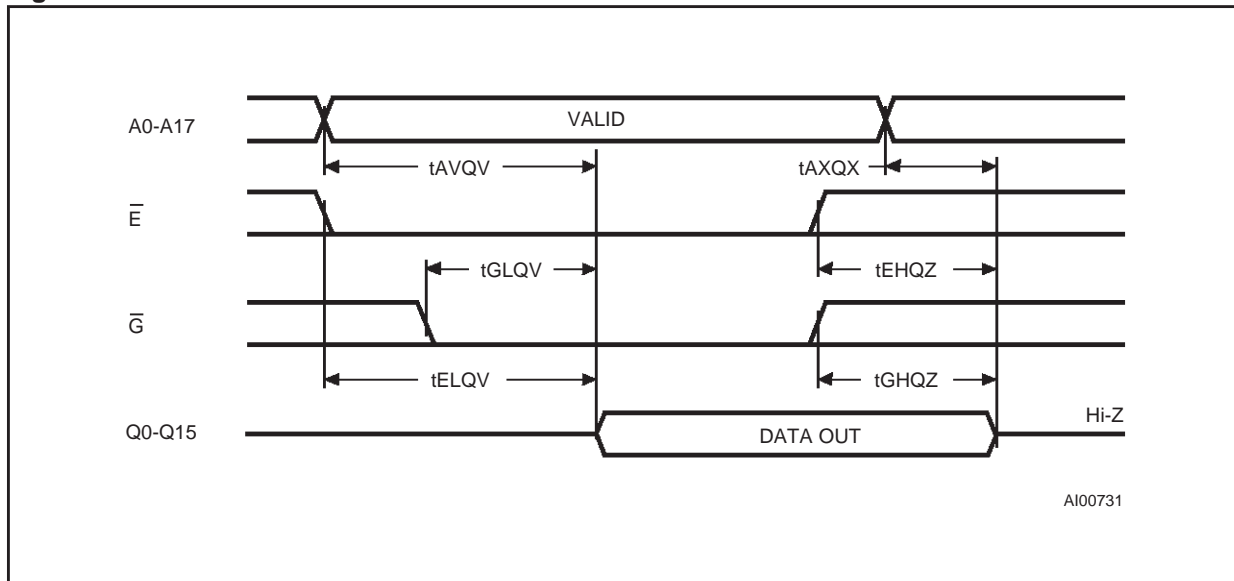 A0-A17
VALID
tAVQV
tAXQX
E
tGLQV
tEHQZ
G
tELQV
tGHQZ
Q0-Q15
DATA OUT
Hi-Z
AI00731